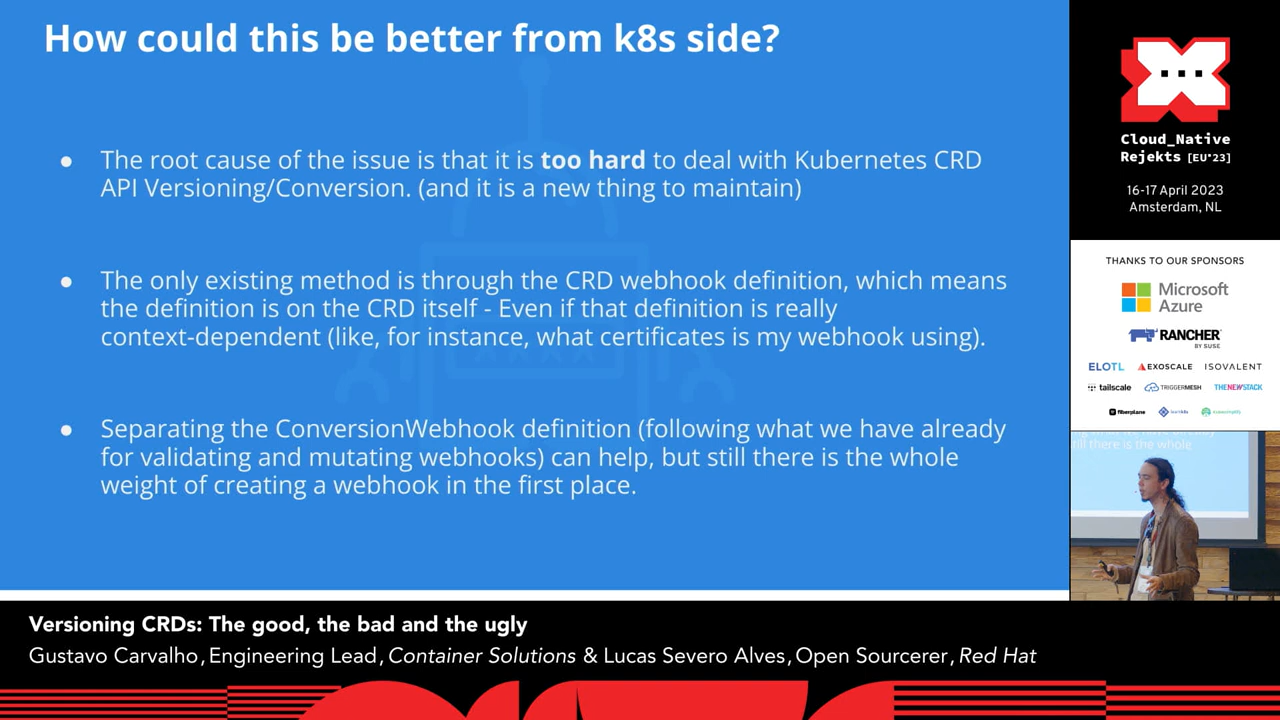 How could this be better from k8s side?
● The root cause of the issue is that it is too hard to deal with Kubernetes CRD
API Versioning/Conversion. (and it is a new thing to maintain)
● The only existing method is through the CRD webhook definition, which means
the definition is on the CRD itself - Even if that definition is really
context-dependent (like, for instance, what certificates is my webhook using).
● Separating the ConversionWebhook definition (following what we have already
for validating and mutating webhooks) can help, but still there is the whole
weight of creating a webhook in the first place.
Cloud_Native
Rejekts [EU*23]
16-17 April 2023
Amsterdam, NL
THANKS TO OUR SPONSORS
Microsoft
Azure
RANCHER
BY SUSE
ELOTL EXOSCALE ISOVALENT
tailscale TRIGGERMESH THENEWSTACK
fiberplane
till there is the whole
Versioning CRDs: The good, the bad and the ugly
Gustavo Carvalho, Engineering Lead, Container Solutions & Lucas Severo Alves, Open Sourcerer, Red Hat